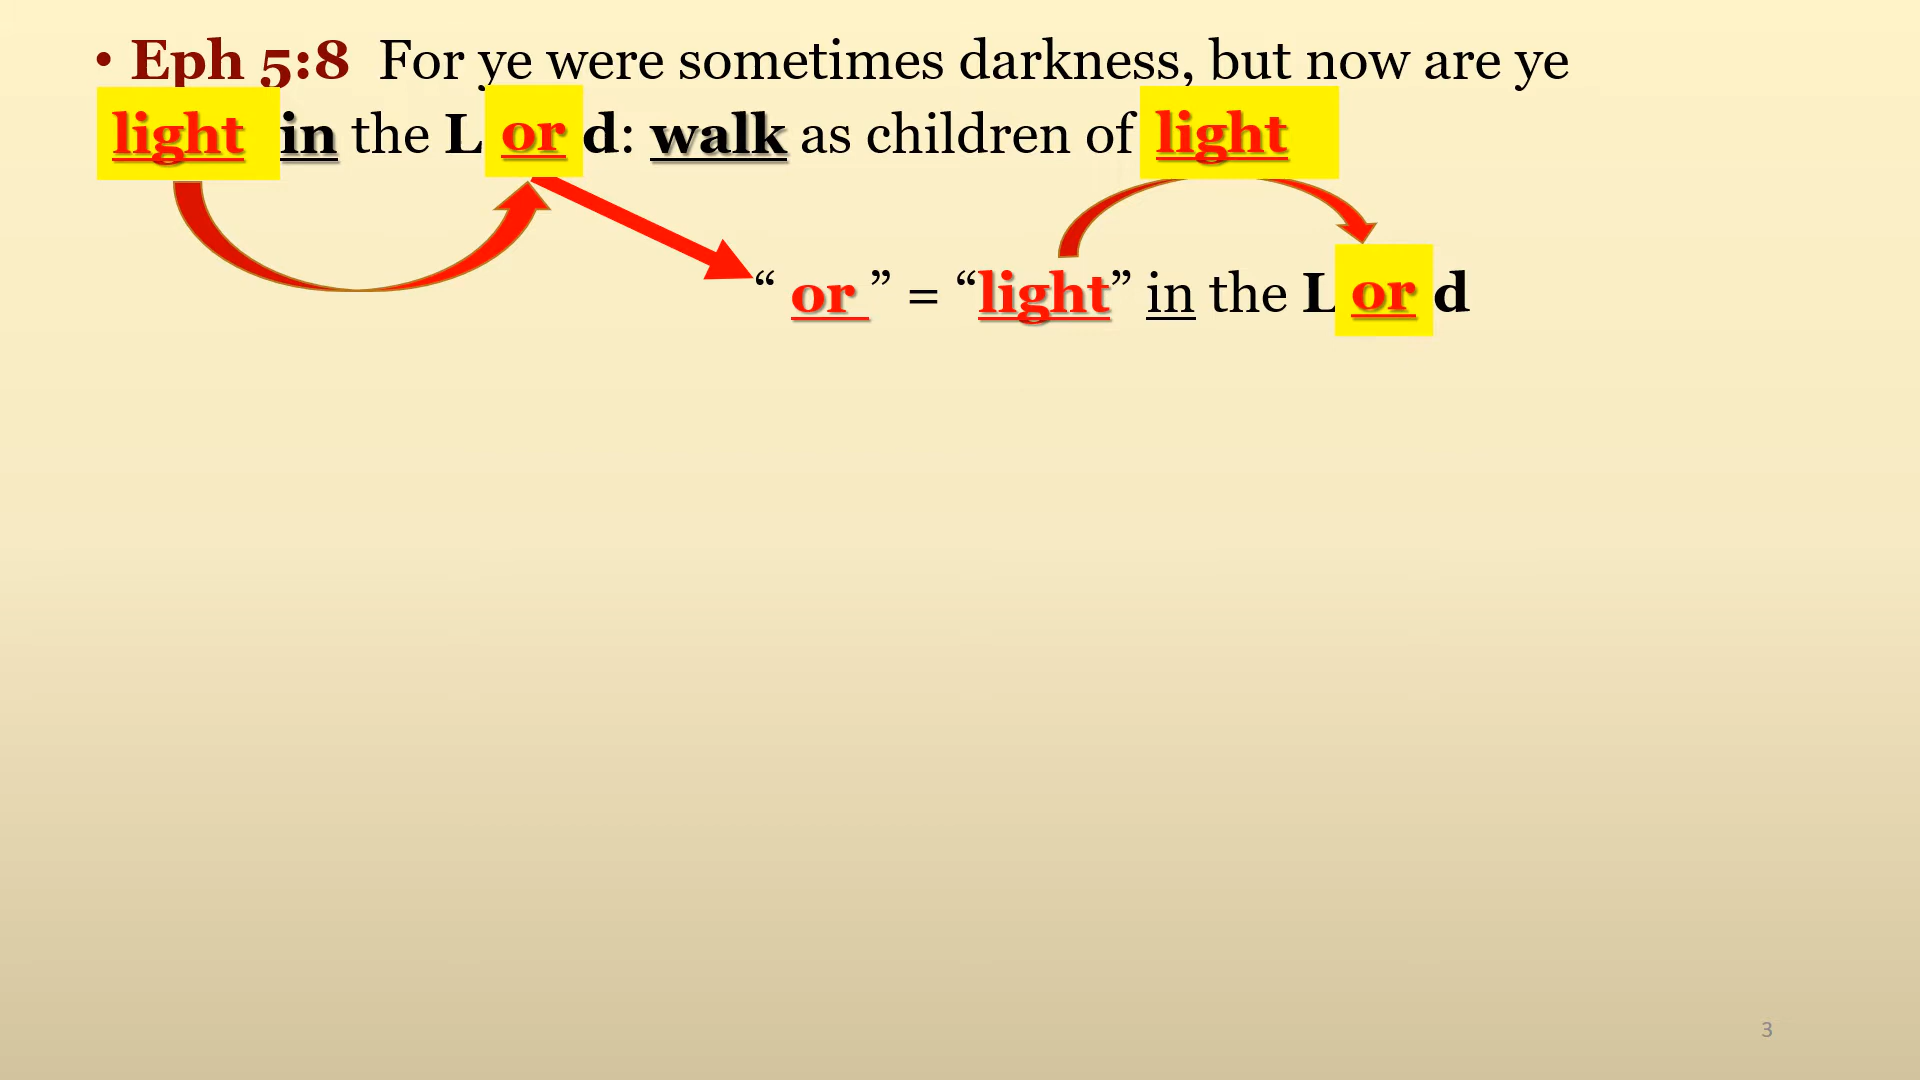 • Eph 5:8 For ye were sometimes darkness, but now are ye
light in the L or d: walk as children of light
“ or ” = “light” in the L or d
3